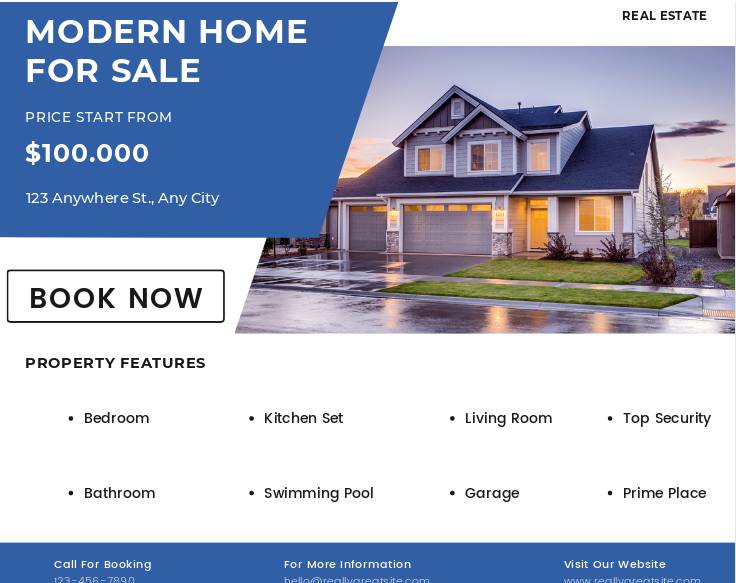 MODERN HOME
FOR SALE
REAL ESTATE
PRICE START FROM
$100.000
123 Anywhere St., Any City
BOOK NOW
PROPERTY FEATURES
• Bedroom
• Kitchen Set
• Living Room
• Top Security
• Bathroom
• Swimming Pool
• Garage
• Prime Place
Call For Booking
For More Information
Visit Our Website
123-456-7890
hello@reallygreatsite.com
www.reallygreatsite.com